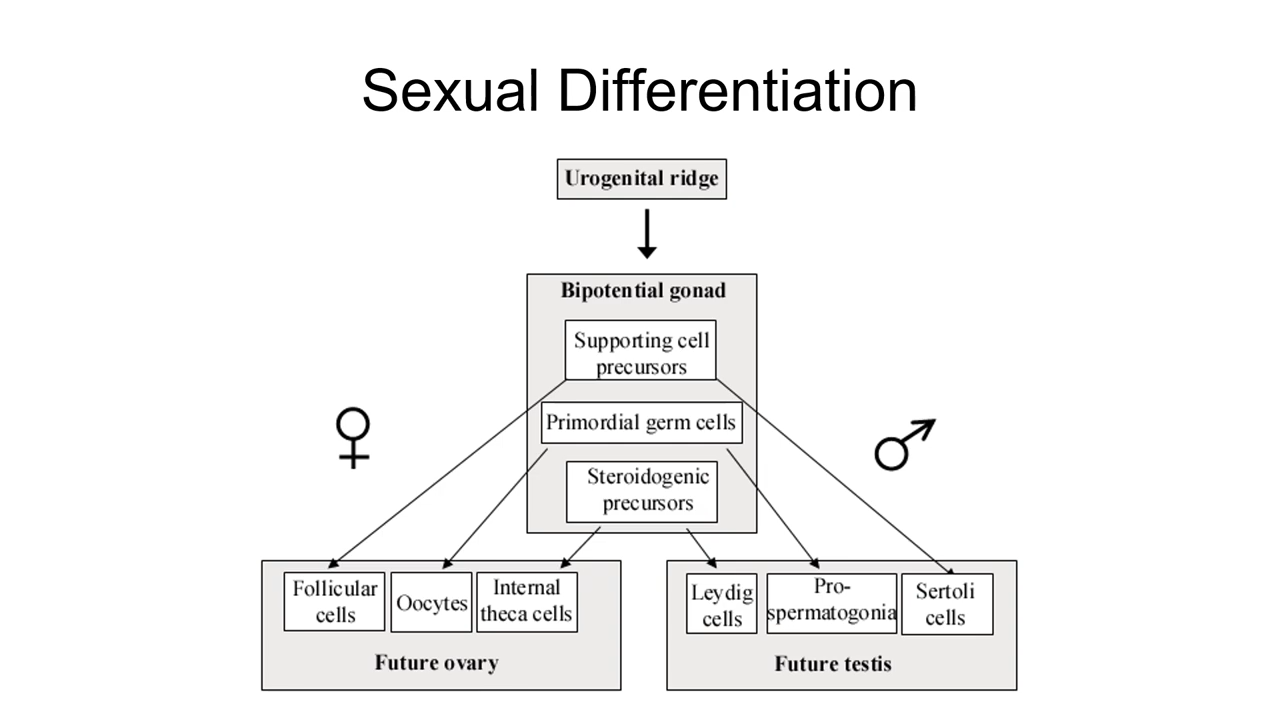 Sexual Differentiation
Urogenital ridge
Bipotential gonad
Supporting cell
precursors
Primordial germ cells
Steroidogenic
precursors
Follicular
cells
Oocytes
Internal
theca cells
Future ovary
Leydig
cells
Pro-
spermatogonia
Sertoli
cells
Future testis